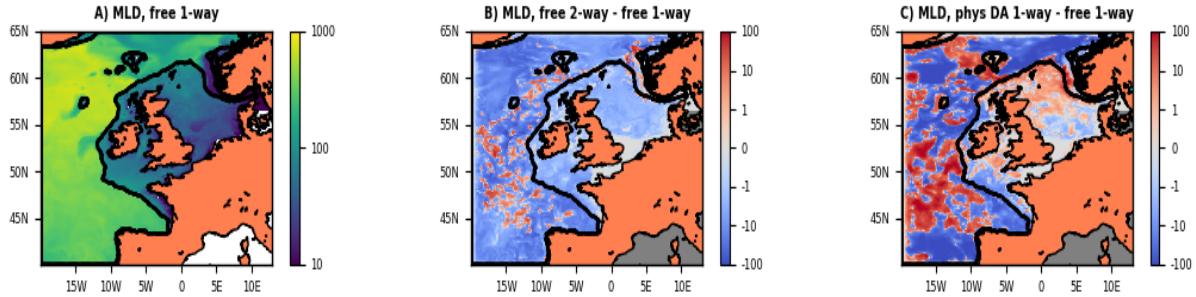 A) MLD, free 1-way
B) MLD, free 2-way - free 1-way
C) MLD, phys DA 1-way - free 1-way
65N
60N
55N
50N
45N
15W 10W 5W 0 5E 10E
1000
100
10
65N
60N
55N
50N
45N
15W 10W 5W 0 5E 10E
100
10
1
0
-1
-10
-100
65N
60N
55N
50N
45N
15W 10W 5W 0 5E 10E
100
10
1
0
-1
-10
-100